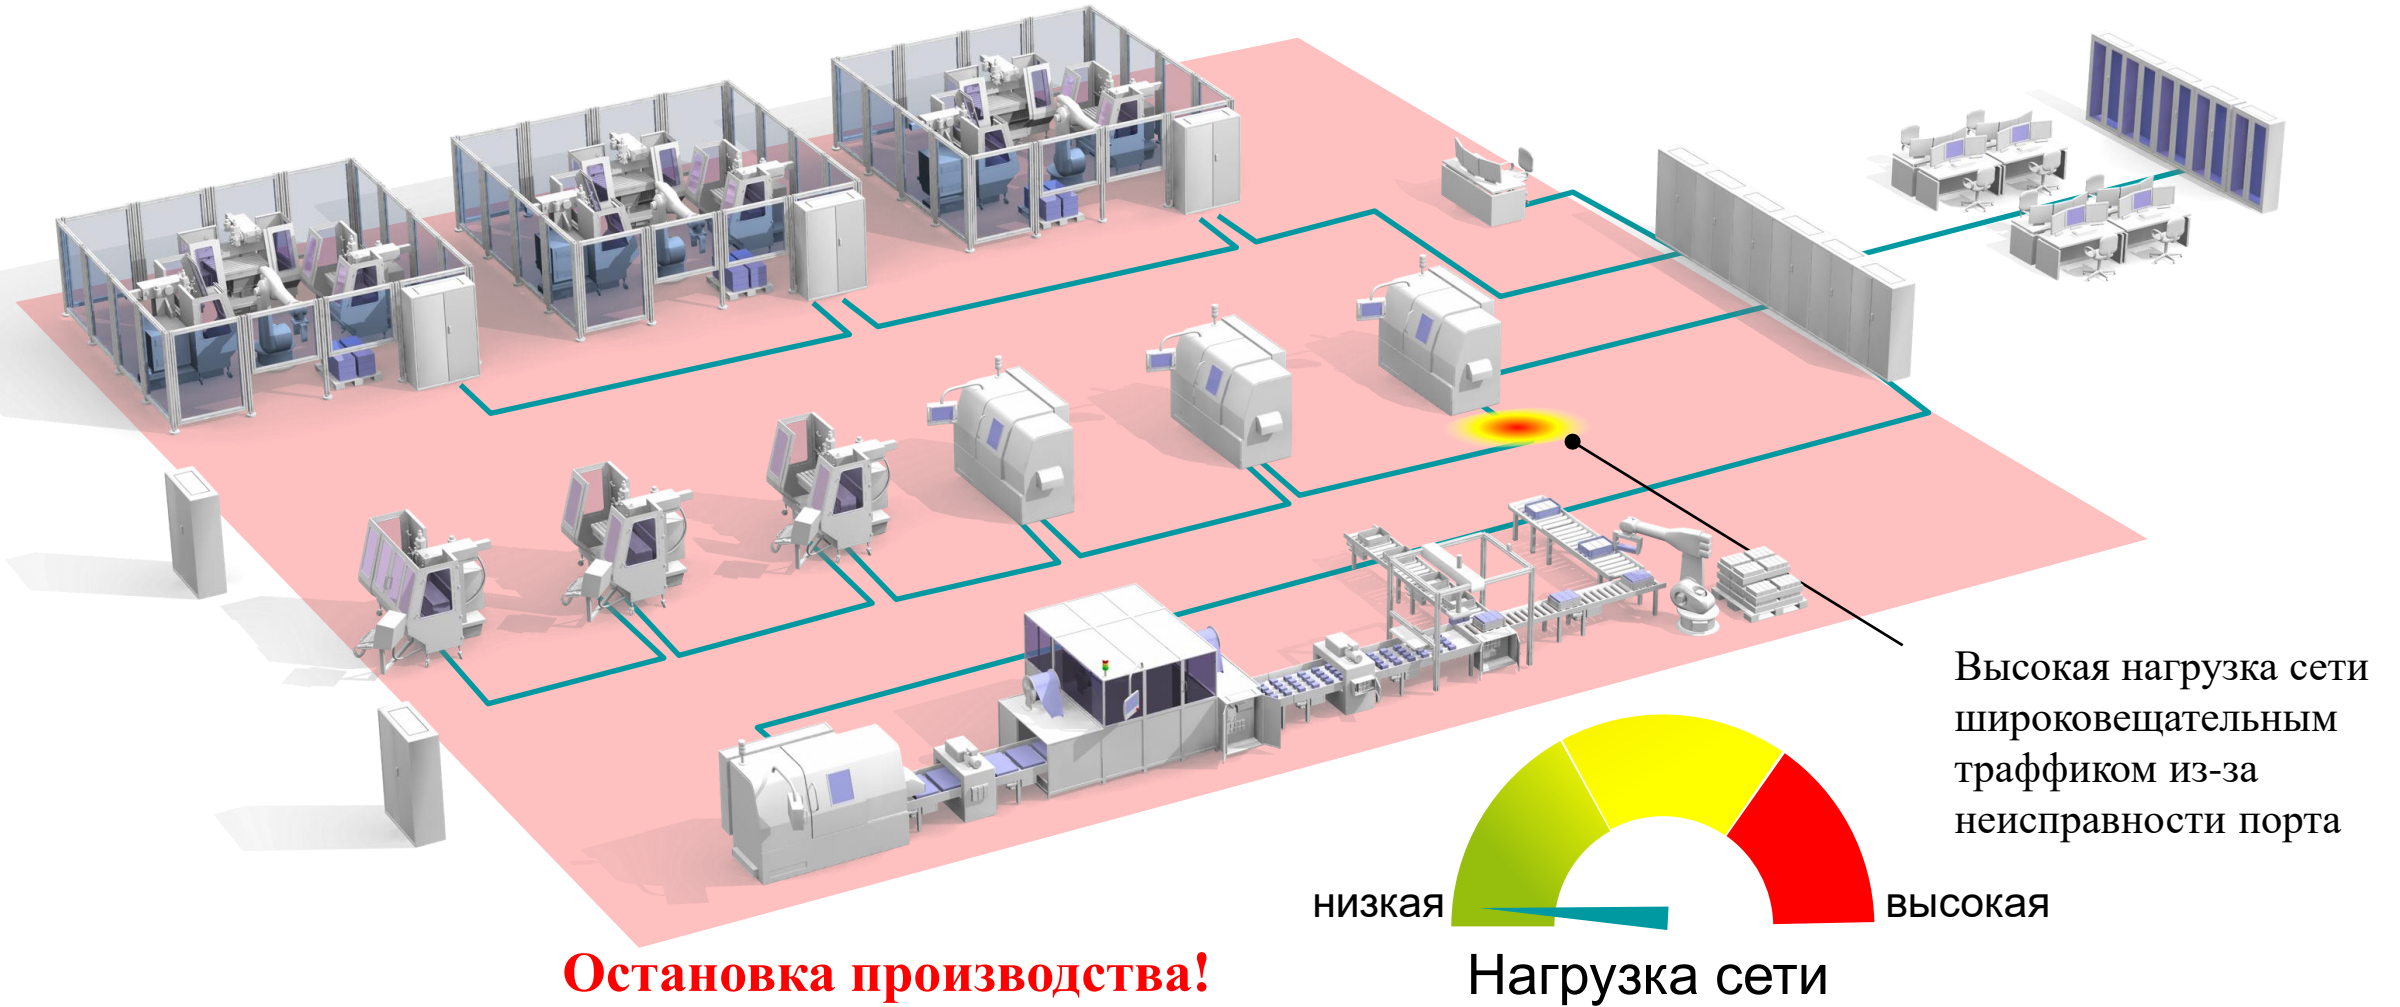 Высокая нагрузка сети
широковещательным
траффиком из-за
неисправности порта
низкая
высокая
Остановка производства!
Нагрузка сети